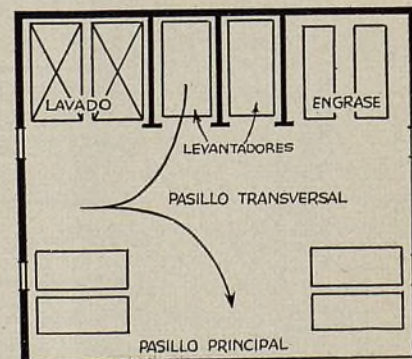 LAVADO
ENGRASE
LEVANTADORES
PASILLO TRANSVERSAL
PASILLO PRINCIPAL